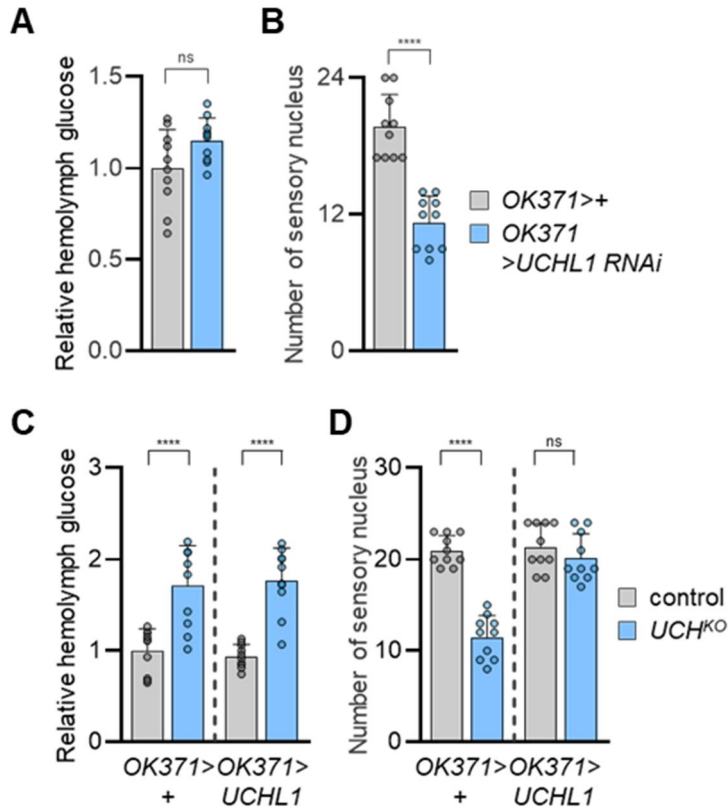 A
Relative hemolymph glucose
1.5
1.0
0.5
0.0
ns
B
Number of sensory nucleus
24
12
0
****
OK371>+
OK371
>UCHL1 RNAi
C
Relative hemolymph glucose
3
2
1
0
****
****
OK371>
+
OK371>
UCHL1
D
Number of sensory nucleus
30
20
10
0
****
ns
OK371>
+
OK371>
UCHL1
control
UCH^KO